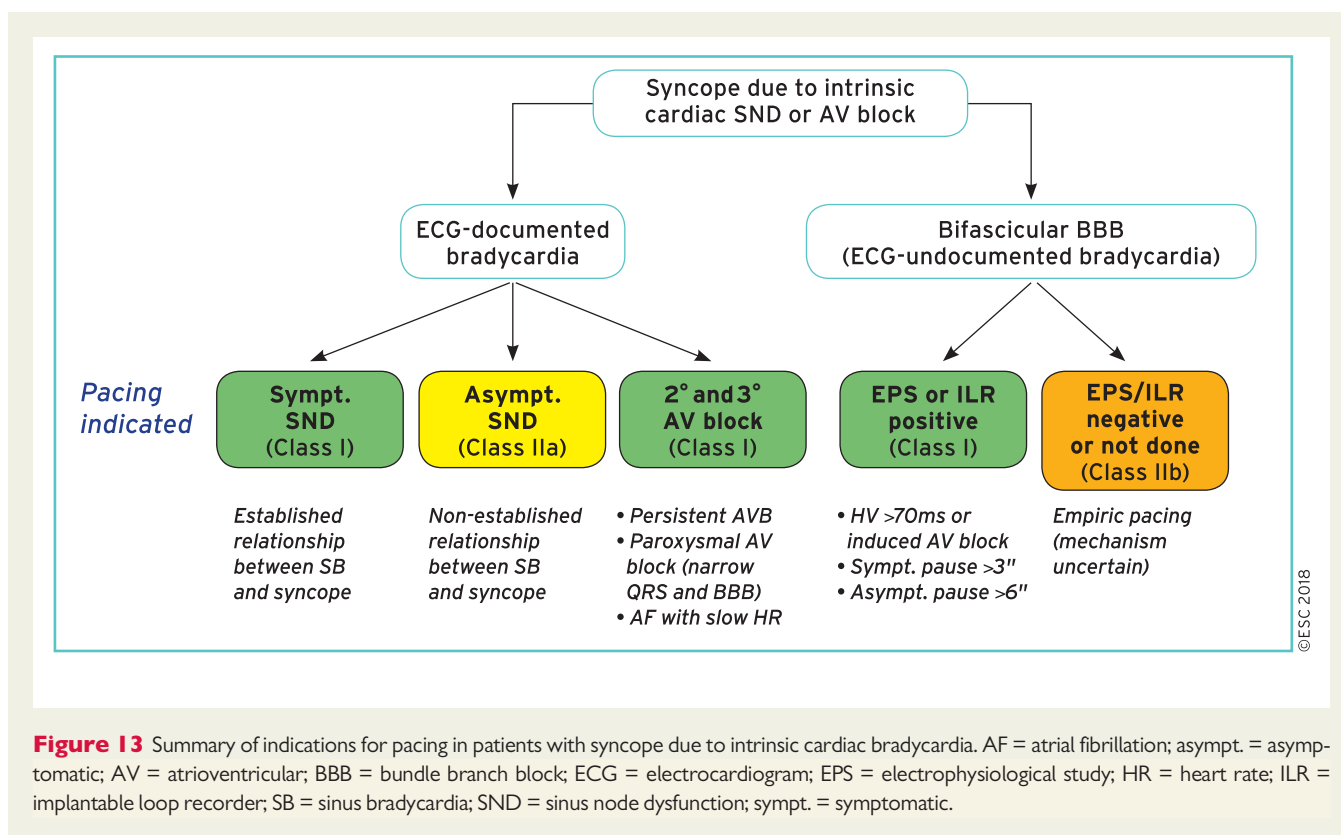 Syncope due to intrinsic
cardiac SND or AV block
ECG-documented
bradycardia
Bifascicular BBB
(ECG-undocumented bradycardia)
Pacing
indicated
Sympt.
SND
(Class I)
Asympt.
SND
(Class IIa)
2° and 3°
AV block
(Class I)
EPS or ILR
positive
(Class I)
EPS/ILR
negative
or not done
(Class IIb)
Established
relationship
between SB
and syncope
Non-established
relationship
between SB
and syncope
• Persistent AVB
• Paroxysmal AV
block (narrow
QRS and BBB)
• AF with slow HR
• HV >70ms or
induced AV block
• Sympt. pause >3"
• Asympt. pause >6"
Empiric pacing
(mechanism
uncertain)
©ESC 2018
Figure 13 Summary of indications for pacing in patients with syncope due to intrinsic cardiac bradycardia. AF = atrial fibrillation; asympt. = asymp-
tomatic; AV = atrioventricular; BBB = bundle branch block; ECG = electrocardiogram; EPS = electrophysiological study; HR = heart rate; ILR =
implantable loop recorder; SB = sinus bradycardia; SND = sinus node dysfunction; sympt. = symptomatic.